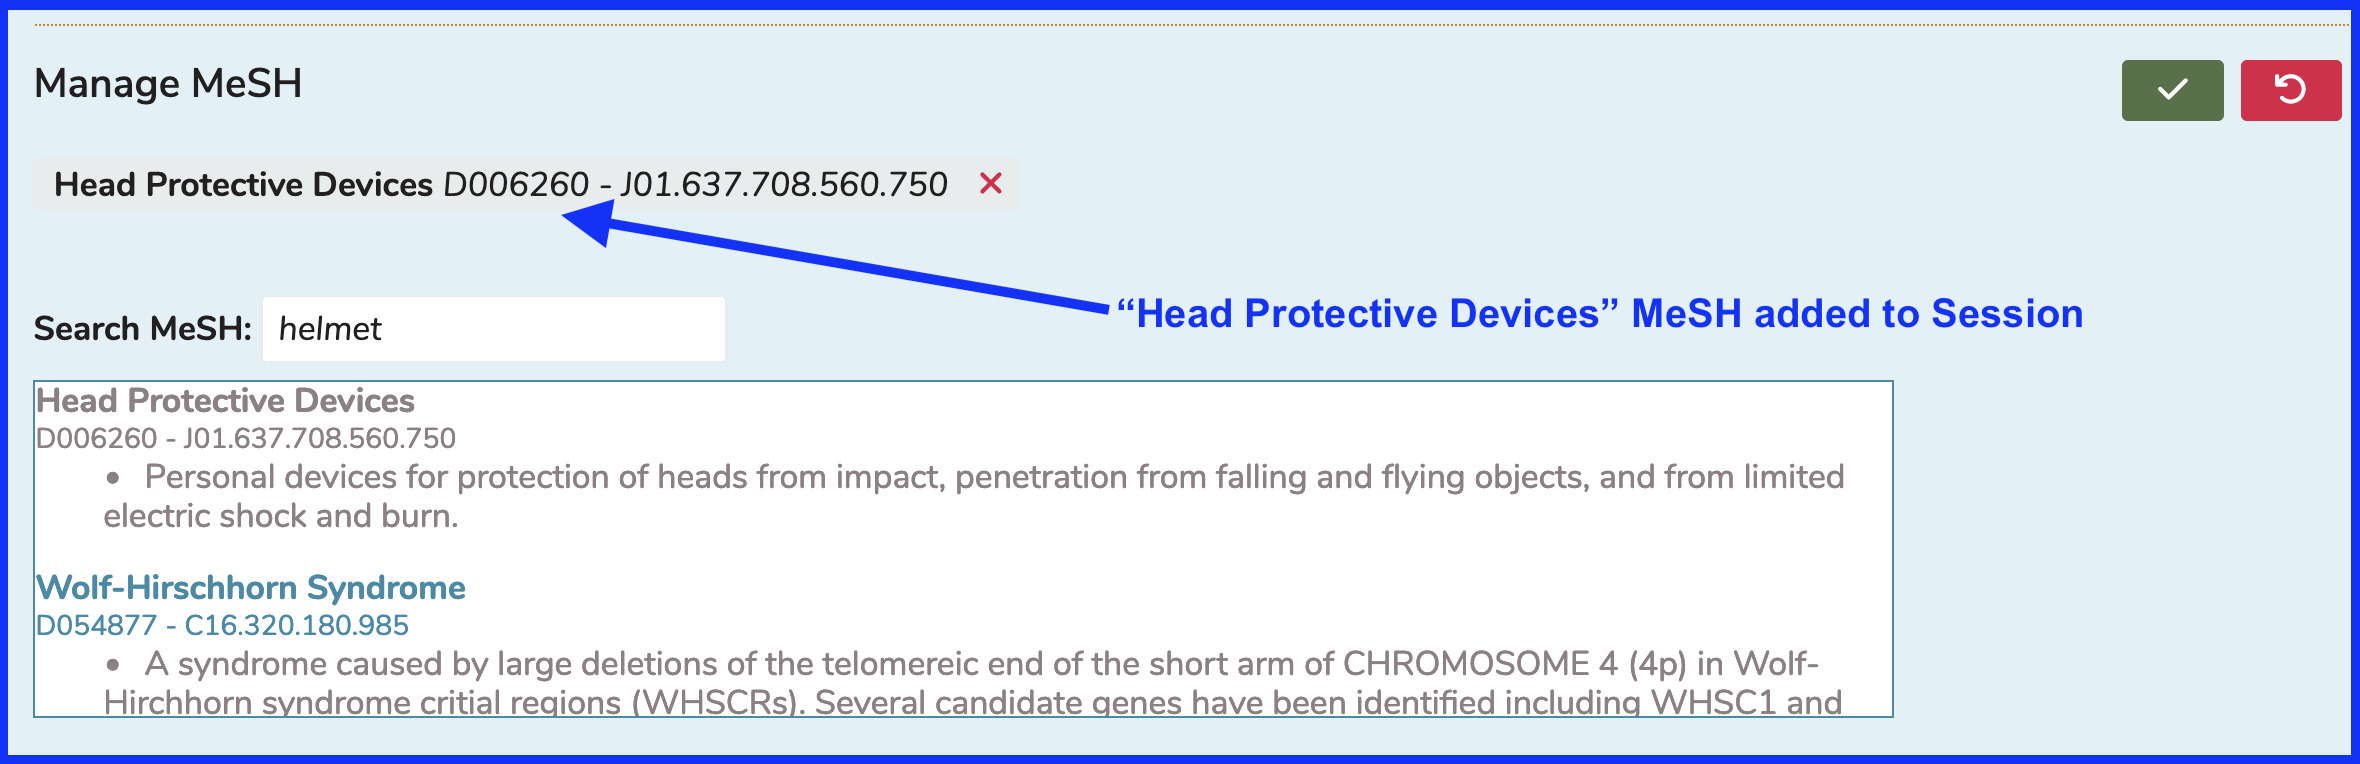 Manage MeSH
Head Protective Devices D006260 - J01.637.708.560.750
“Head Protective Devices” MeSH added to Session
Search MeSH: helmet
Head Protective Devices
D006260 - J01.637.708.560.750
• Personal devices for protection of heads from impact, penetration from falling and flying objects, and from limited
electric shock and burn.
Wolf-Hirschhorn Syndrome
D054877 - C16.320.180.985
• A syndrome caused by large deletions of the telomereic end of the short arm of CHROMOSOME 4 (4p) in Wolf-
Hirchhorn syndrome critial regions (WHSCRs). Several candidate genes have been identified including WHSC1 and